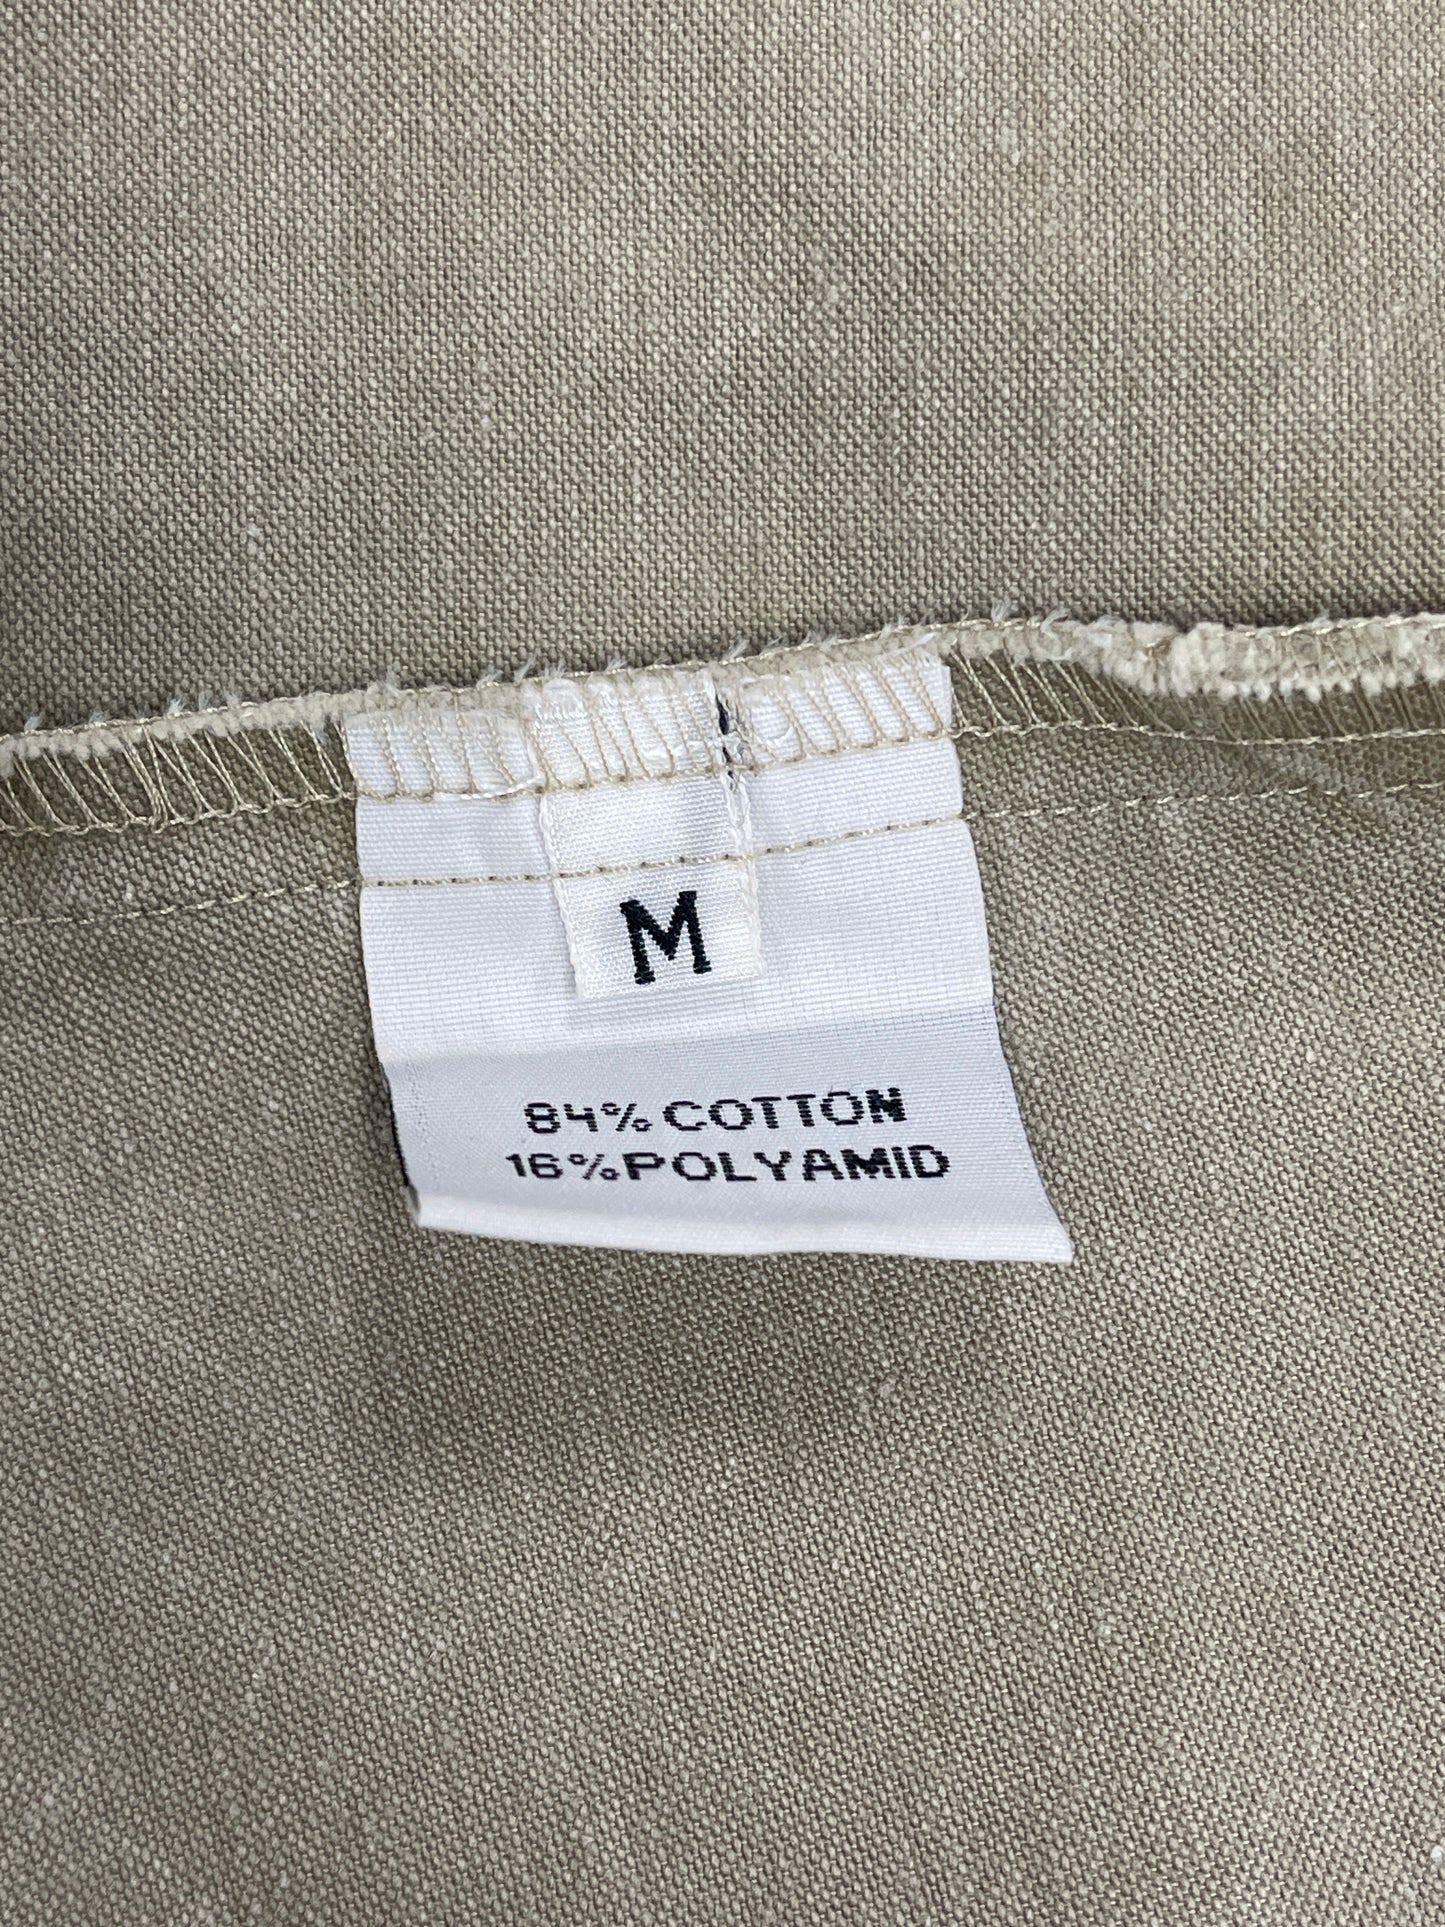 M
84% COTTON
16% POLYAMID